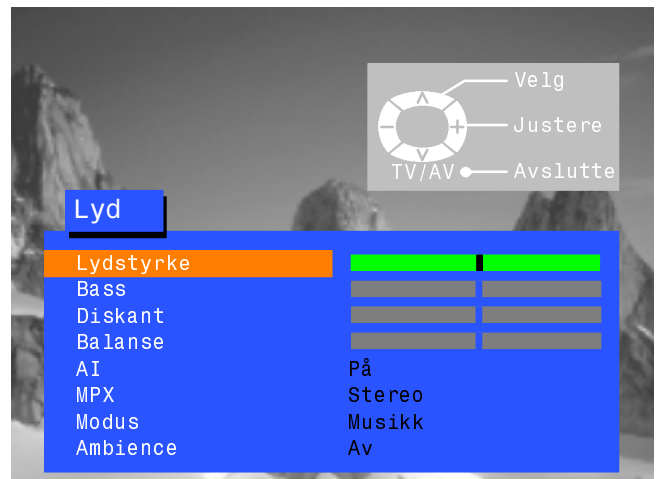 Velg
Justere
TV/AV Avslutte
Lyd
Lydstyrke
Bass
Diskant
Balanse
AI På
MPX Stereo
Modus Musikk
Ambience Av